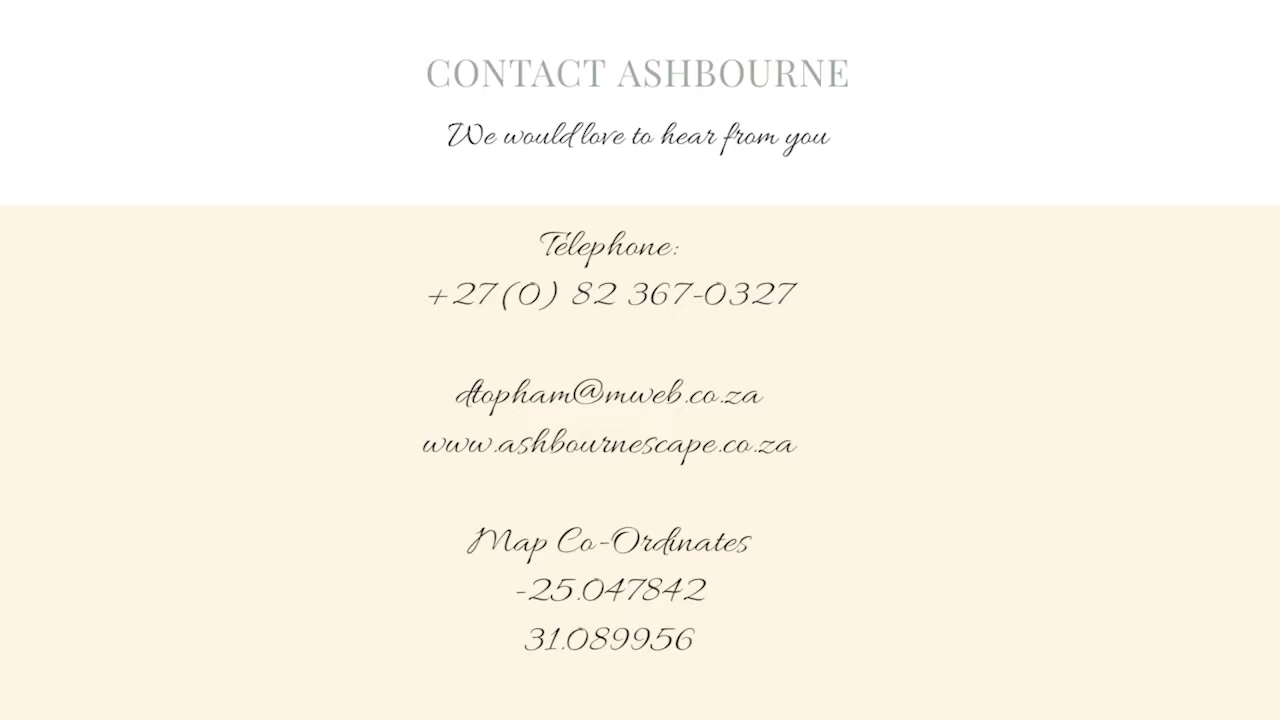 CONTACT ASHBOURNE
We would love to hear from you
Telephone:
+27(0) 82 367-0327
dtopham@mweb.co.za
www.ashbournescape.co.za
Map Co-Ordinates
-25.047842
31.089956